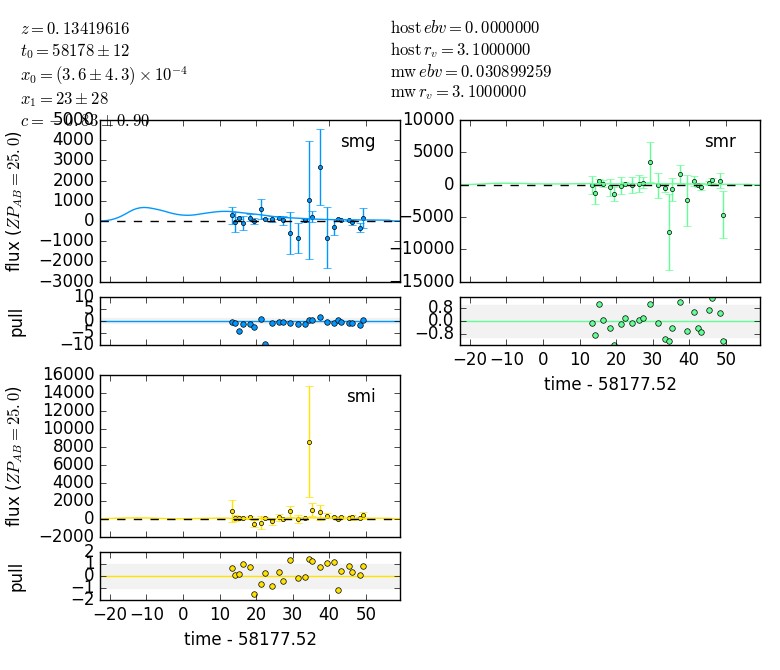 z = 0.13419616
t0 = 58178 ± 12
x0 = (3.6 ± 4.3) × 10^−4
x1 = 23 ± 28
host ebv = 0.0000000
host rv = 3.1000000
mw ebv = 0.030899259
mw rv = 3.1000000
smg
5000
4000
3000
2000
1000
0
−1000
−2000
−3000
flux (ZP_AB = 25.0)
10
5
0
−5
−10
pull
smr
10000
5000
0
−5000
−10000
−15000
0.8
0.0
−0.8
−20 −10 0 10 20 30 40 50
time - 58177.52
smi
16000
14000
12000
10000
8000
6000
4000
2000
0
−2000
flux (ZP_AB = 25.0)
2
1
0
−1
−2
pull
−20 −10 0 10 20 30 40 50
time - 58177.52